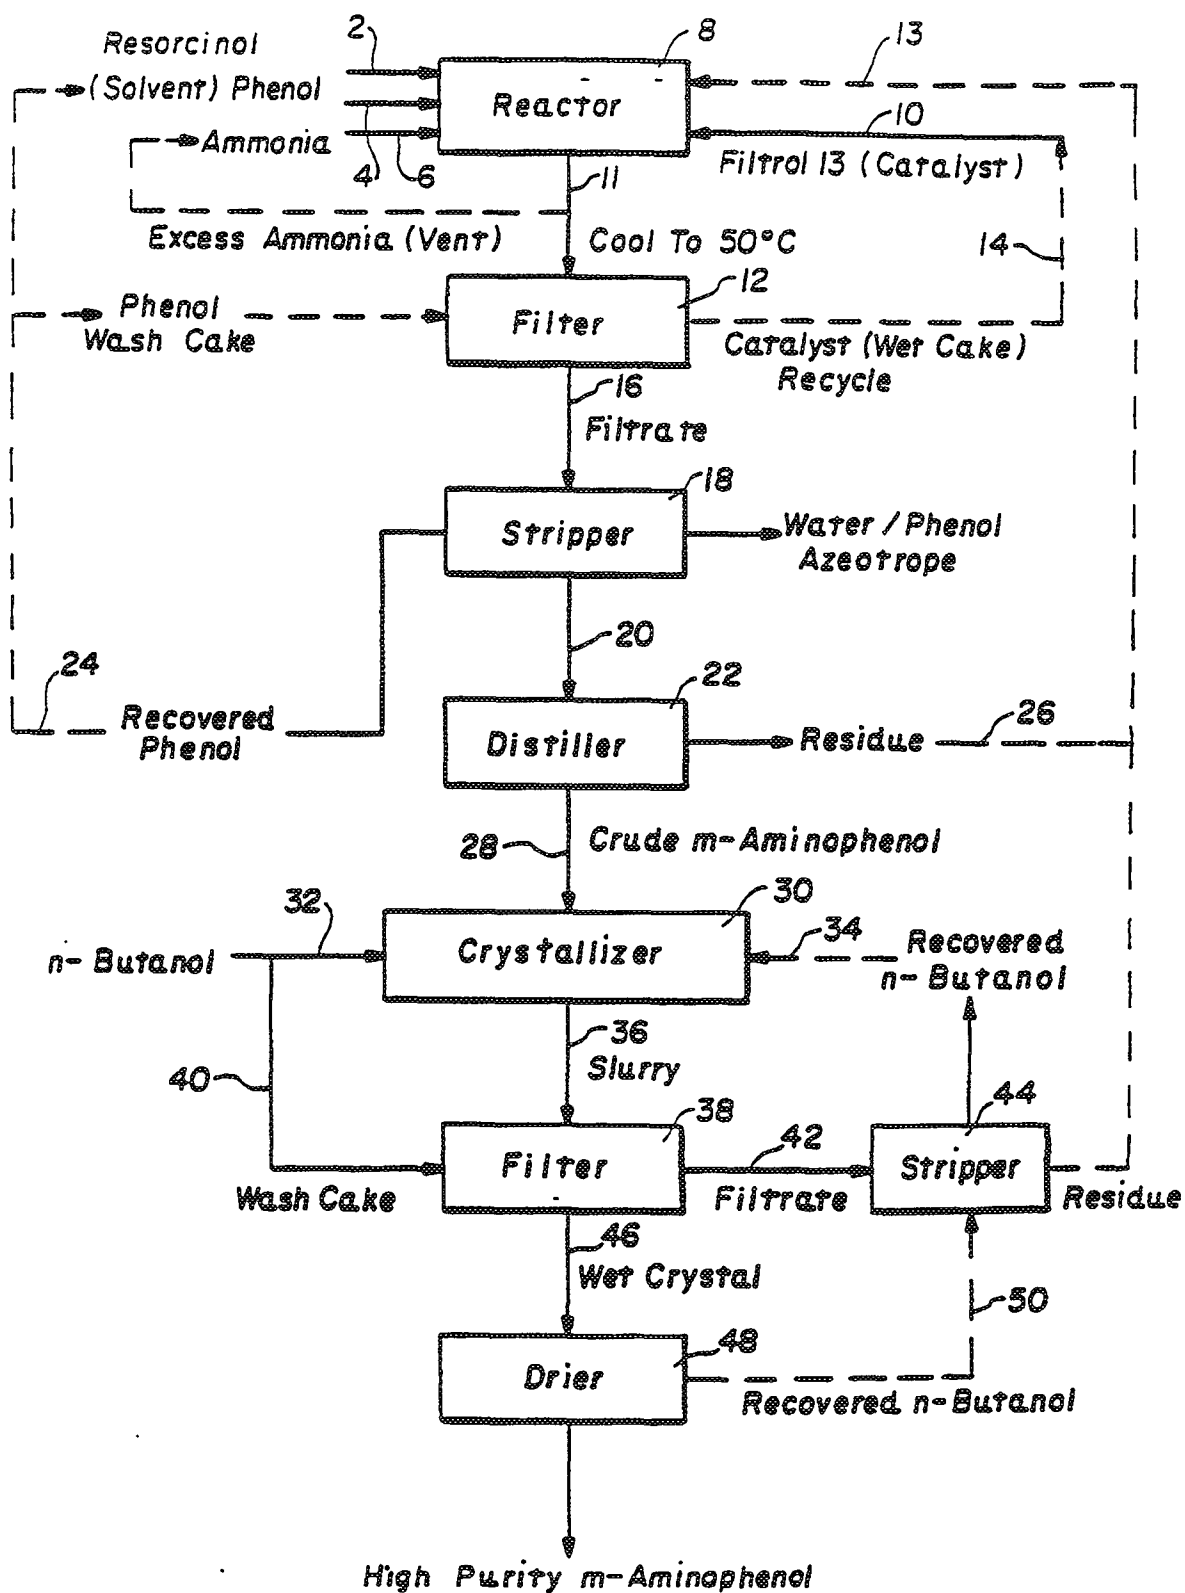 Resorcinol
2
8
13
(Solvent) Phenol
Reactor
10
Ammonia
4
6
11
Filtrol 13 (Catalyst)
Excess Ammonia (Vent)
Cool To 50°C
14
12
Phenol
Wash Cake
Filter
Catalyst (Wet Cake)
Recycle
16
Filtrate
18
Stripper
Water / Phenol
Azeotrope
20
24
22
Recovered
Phenol
Distiller
Residue
26
28
Crude m-Aminophenol
32
30
34
n-Butanol
Crystallizer
Recovered
n-Butanol
36
Slurry
40
38
42
44
Filter
Stripper
Wash Cake
Filtrate
Residue
46
Wet Crystal
50
48
Drier
Recovered n-Butanol
High Purity m-Aminophenol